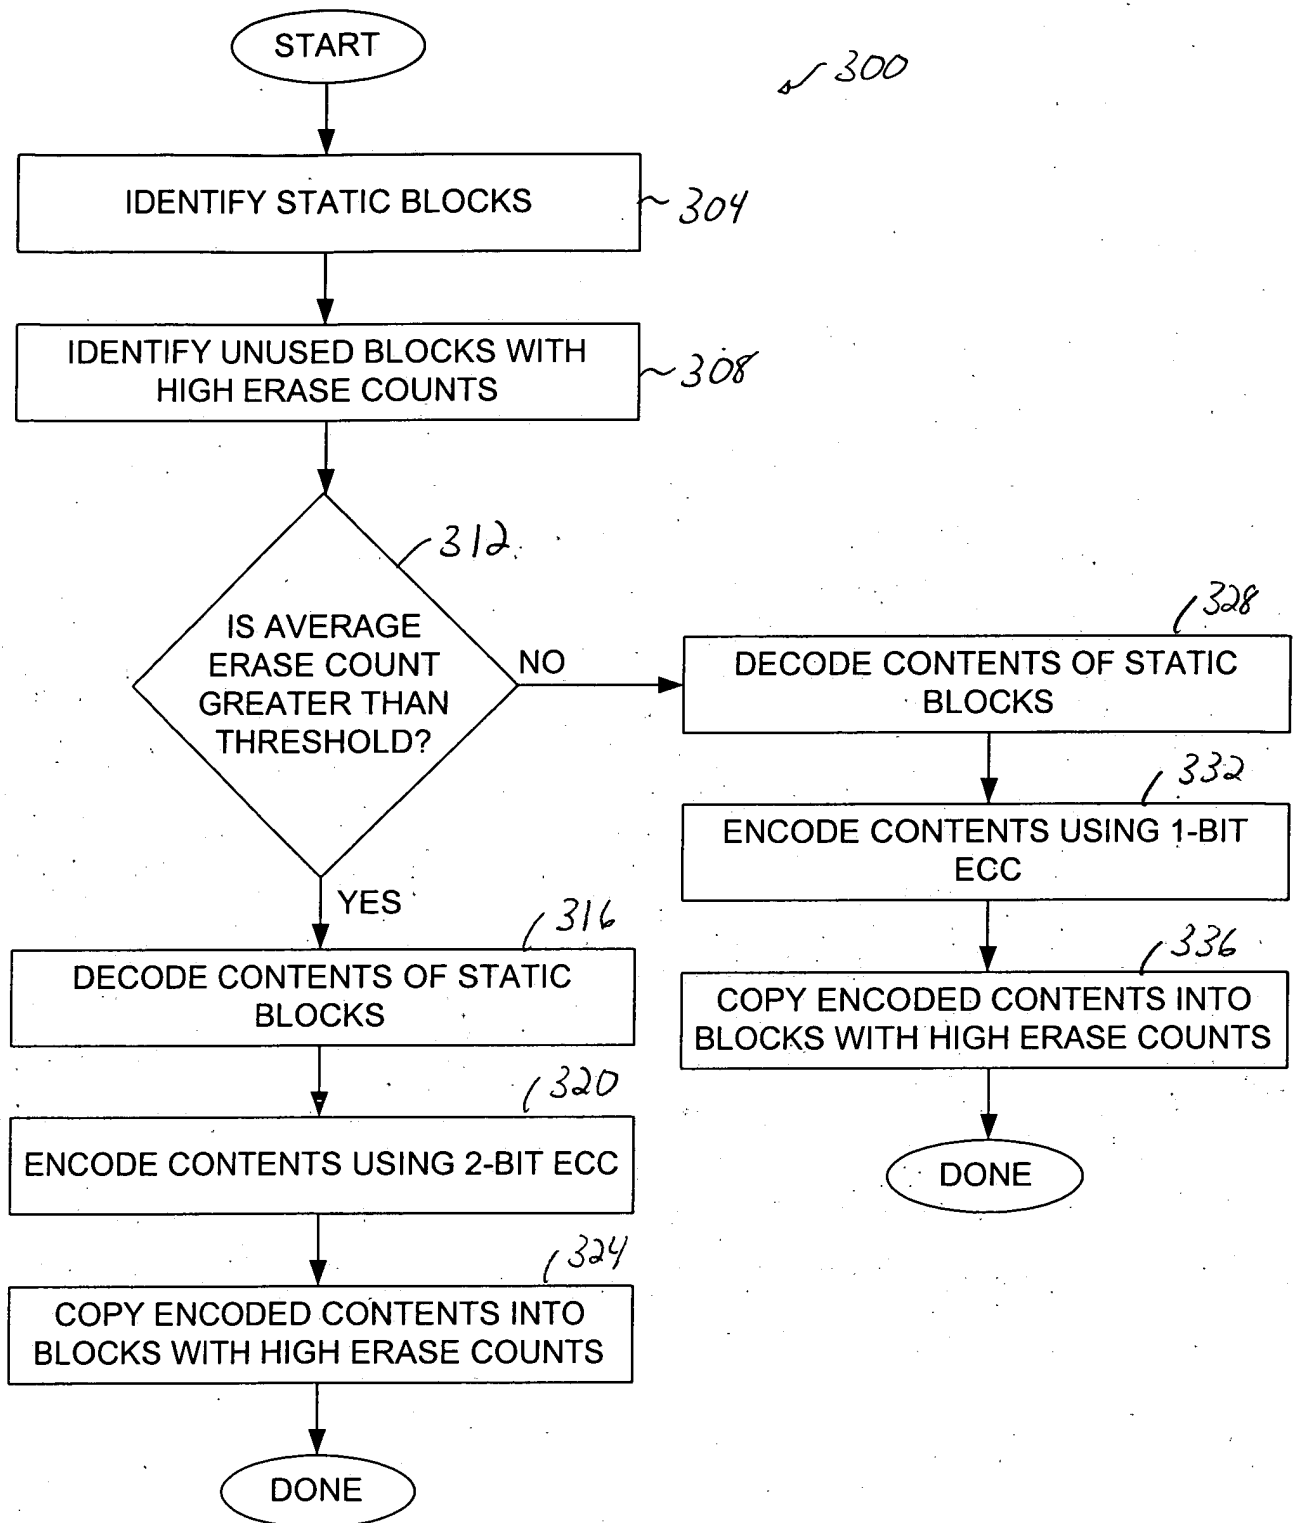 START
300
IDENTIFY STATIC BLOCKS
304
IDENTIFY UNUSED BLOCKS WITH
HIGH ERASE COUNTS
308
312
IS AVERAGE
ERASE COUNT
GREATER THAN
THRESHOLD?
NO
YES
328
DECODE CONTENTS OF STATIC
BLOCKS
332
ENCODE CONTENTS USING 1-BIT
ECC
336
COPY ENCODED CONTENTS INTO
BLOCKS WITH HIGH ERASE COUNTS
DONE
316
DECODE CONTENTS OF STATIC
BLOCKS
320
ENCODE CONTENTS USING 2-BIT ECC
324
COPY ENCODED CONTENTS INTO
BLOCKS WITH HIGH ERASE COUNTS
DONE